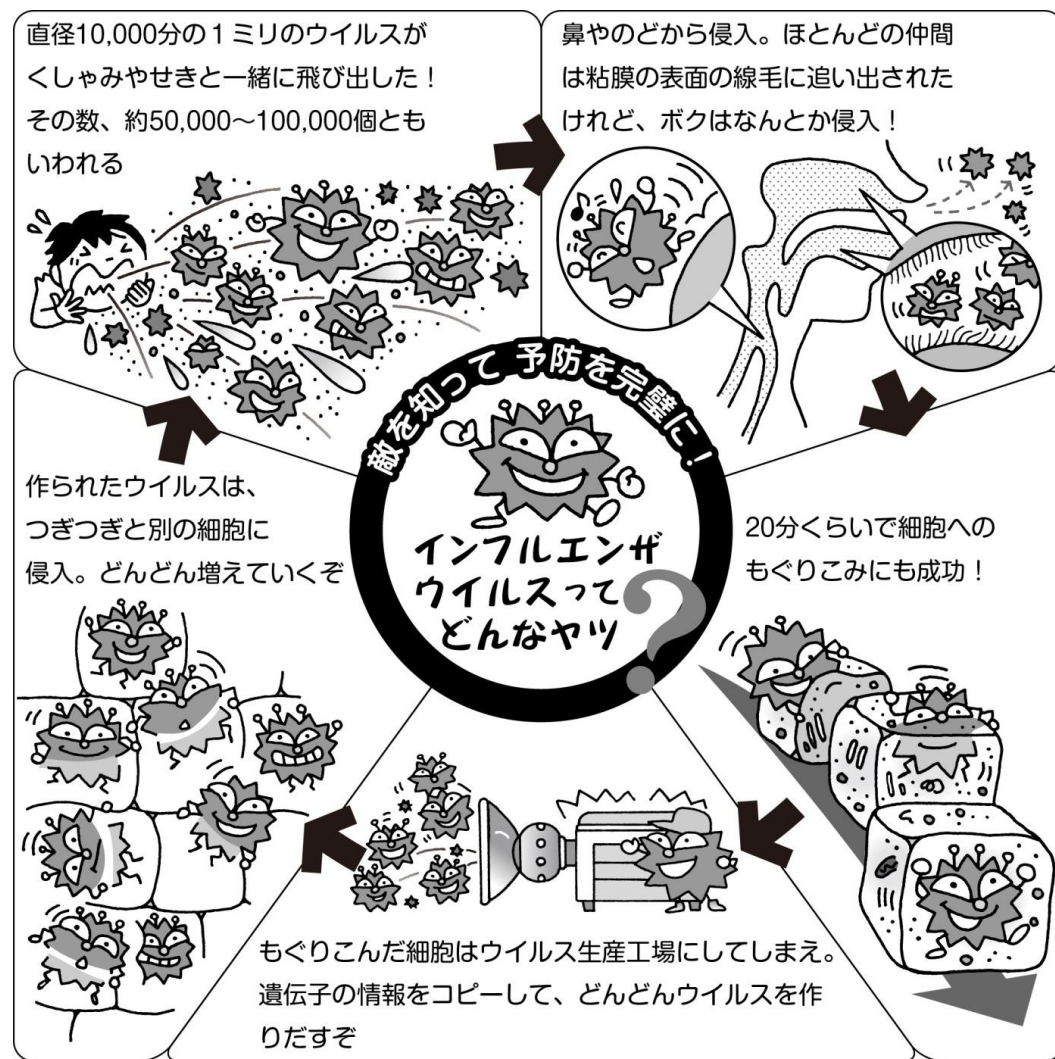 直径10,000分の1ミリのウイルスが
くしゃみやせきと一緒に飛び出した!
その数、約50,000〜100,000個とも
いわれる
鼻やのどから侵入。ほとんどの仲間
は粘膜の表面の線毛に追い出された
けれど、ボクはなんとか侵入!
敵を知って 予防を完璧に!
インフルエンザ
ウイルスって
どんなヤツ?
20分くらいで細胞への
もぐりこみにも成功!
もぐりこんだ細胞はウイルス生産工場にしてしまえ。
遺伝子の情報をコピーして、どんどんウイルスを作
りだすぞ
作られたウイルスは、
つぎつぎと別の細胞に
侵入。どんどん増えていくぞ